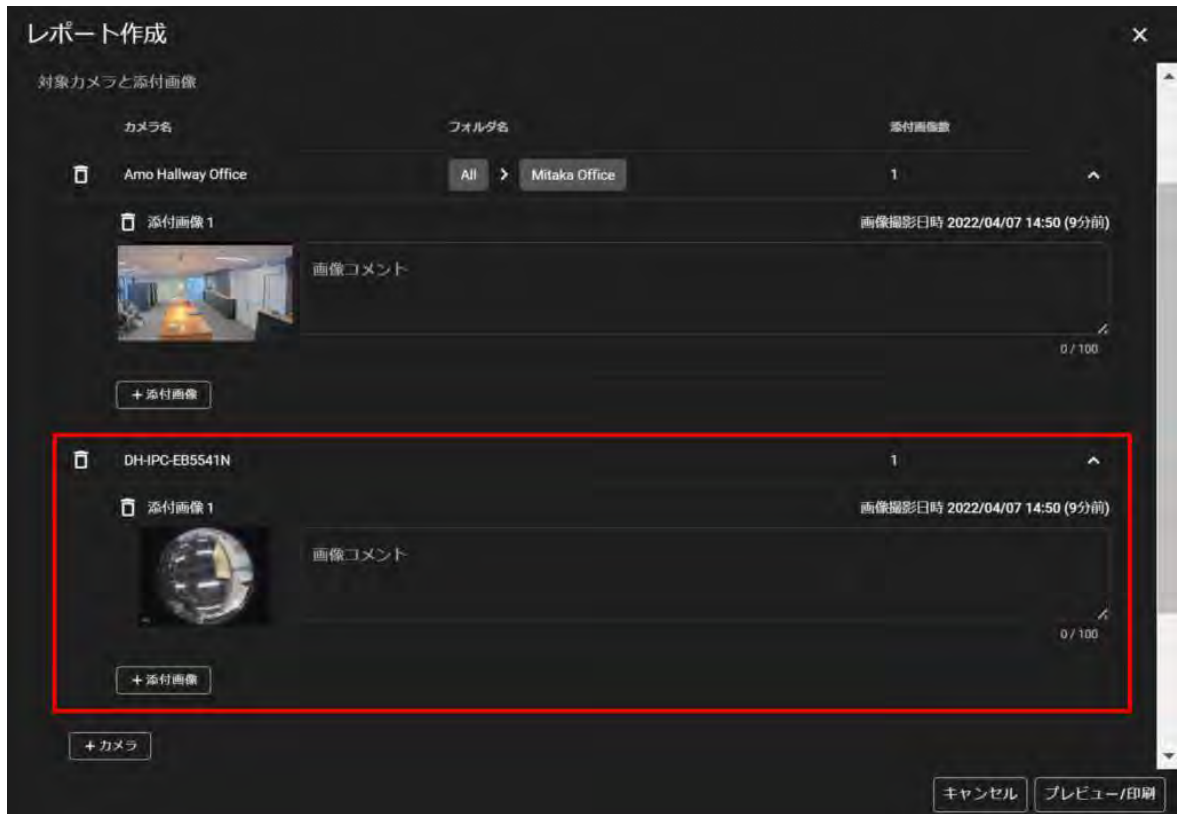 レポート作成
対象カメラと添付画像
カメラ名 フォルダ名 添付画像数
Amo Hallway Office All > Mitaka Office 1
添付画像 1 画像撮影日時 2022/04/07 14:50 (9分前)
画像コメント
0 / 100
+ 添付画像
DH-IPC-EB5541N 1
添付画像 1 画像撮影日時 2022/04/07 14:50 (9分前)
画像コメント
0 / 100
+ 添付画像
+ カメラ
キャンセル プレビュー/印刷